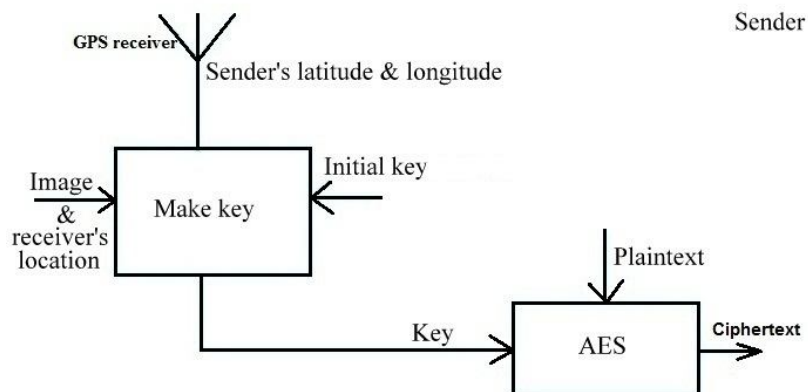 Sender
GPS receiver
Sender's latitude & longitude
Image
&
receiver's
location
Make key
Initial key
Plaintext
Key
AES
Ciphertext